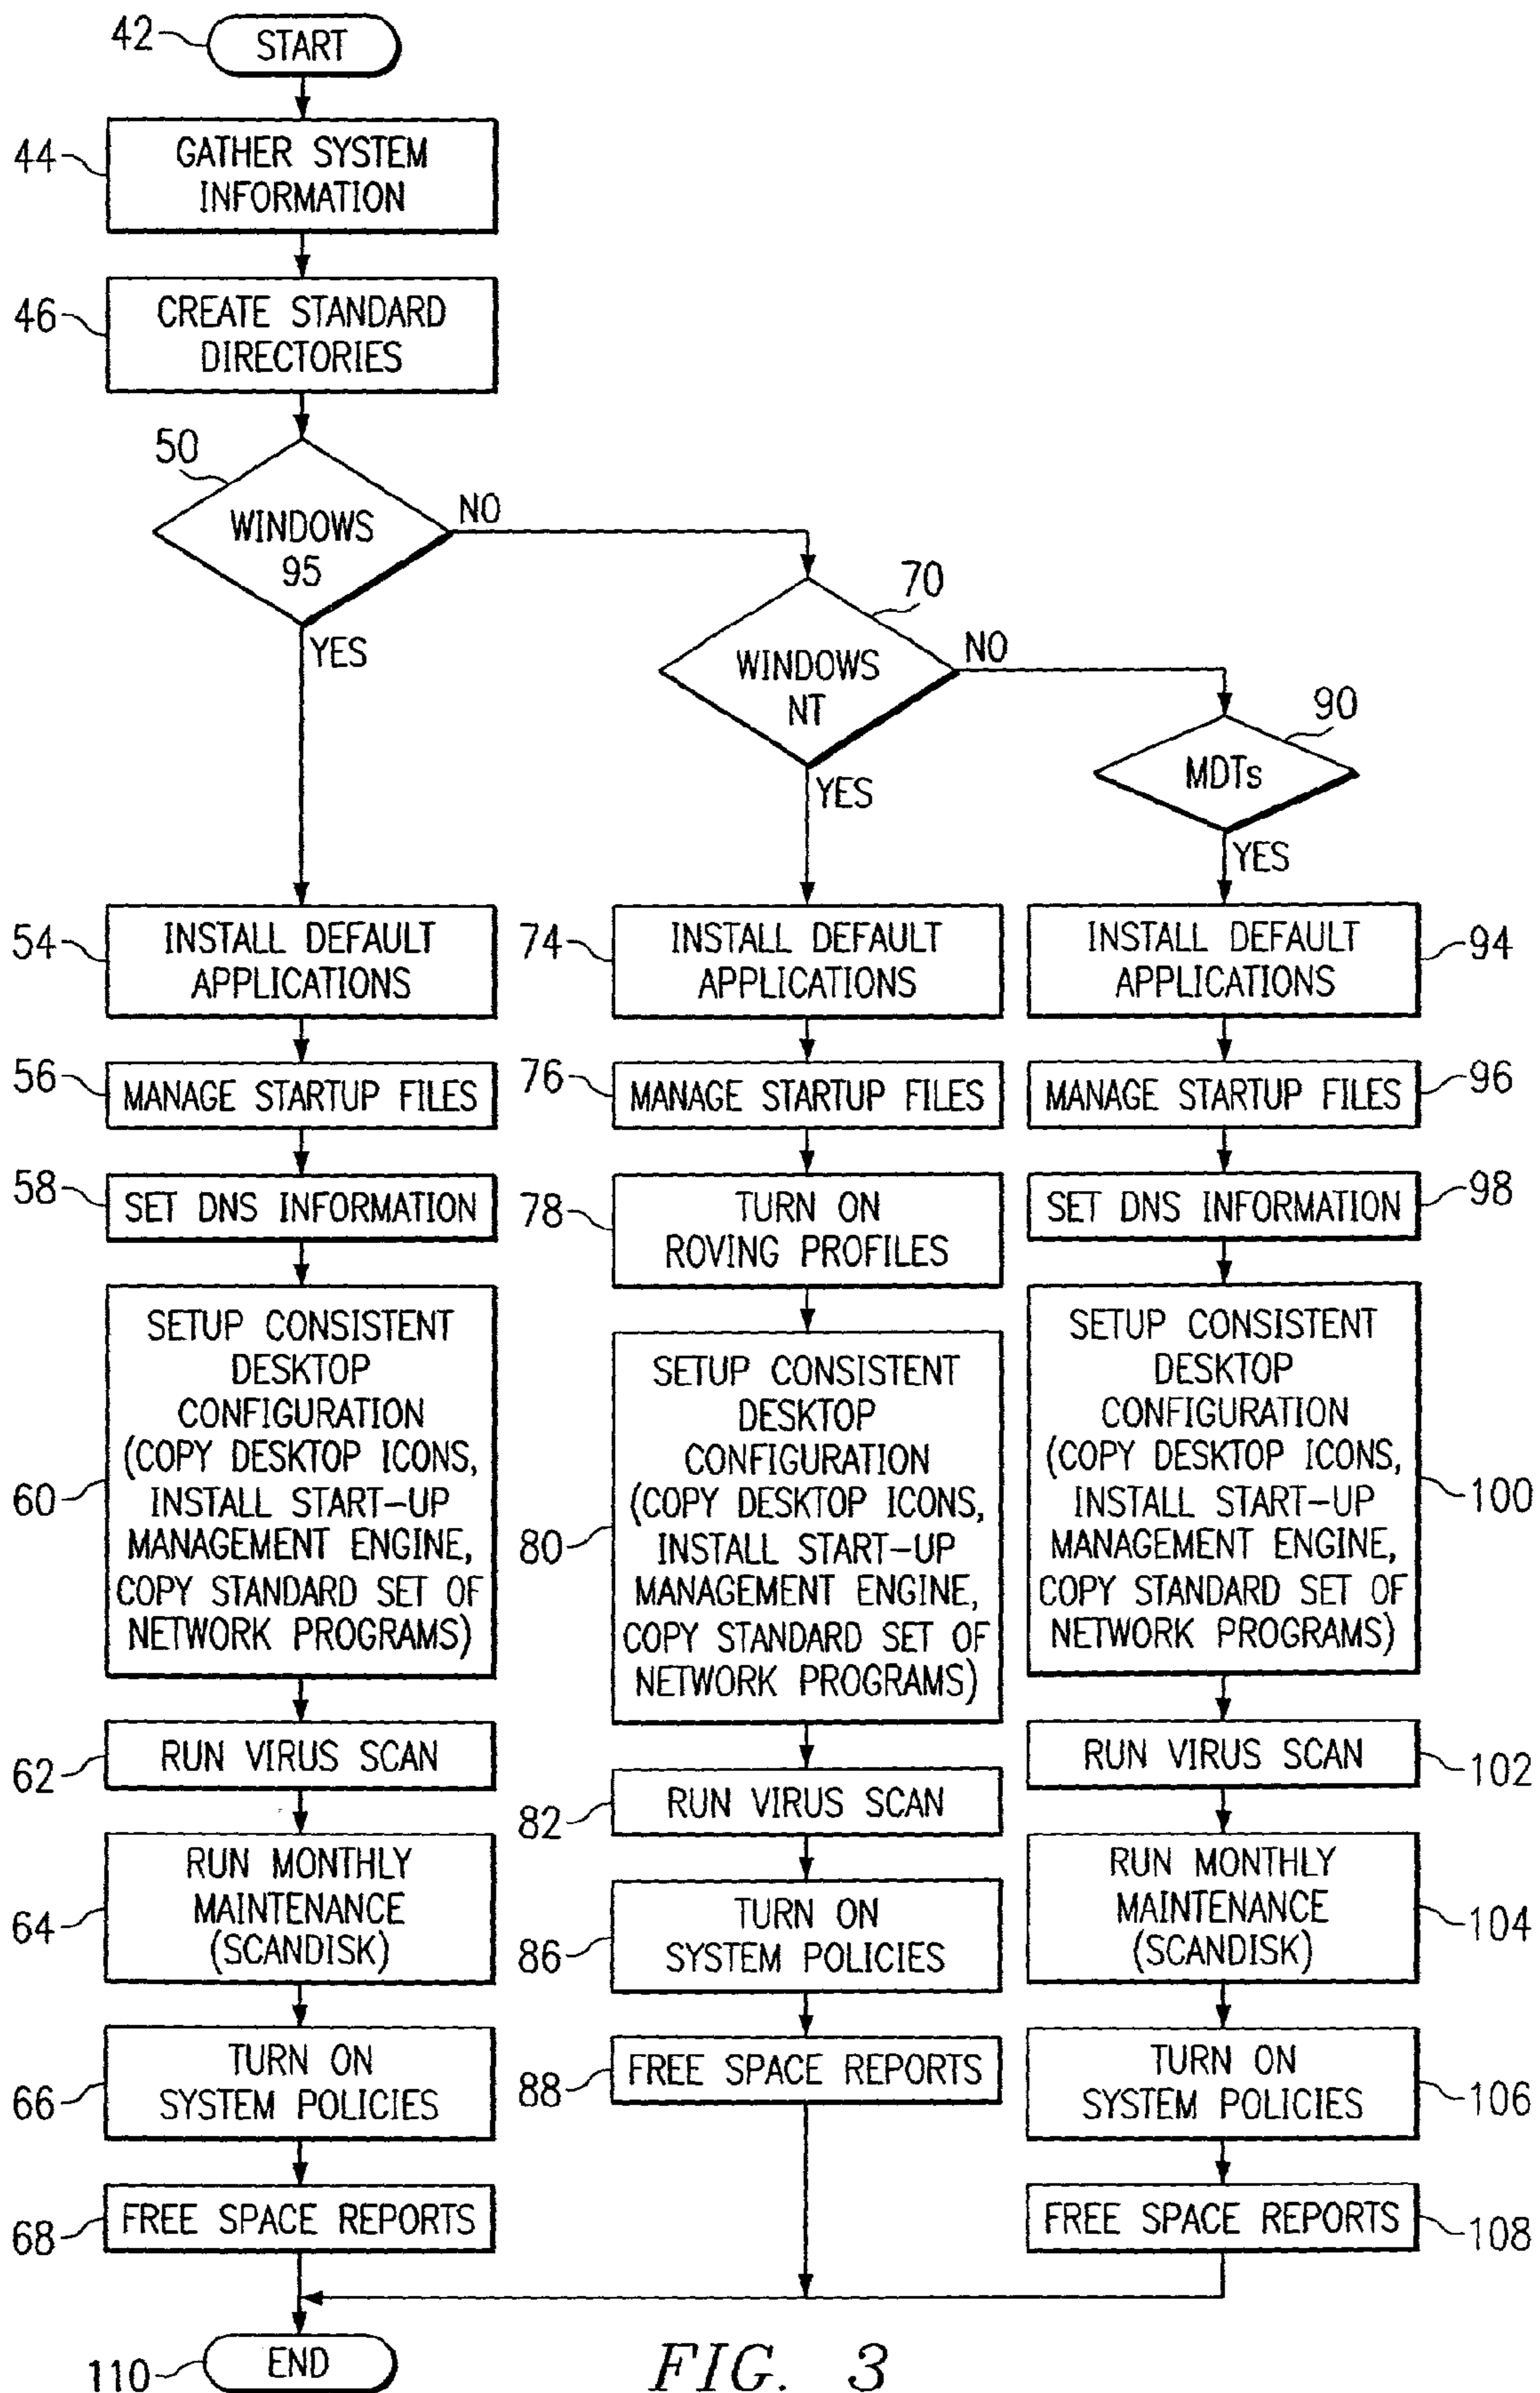 42
START
44
GATHER SYSTEM
INFORMATION
46
CREATE STANDARD
DIRECTORIES
50
WINDOWS
95
NO
YES
70
WINDOWS
NT
NO
YES
90
MDTs
YES
54
INSTALL DEFAULT
APPLICATIONS
56
MANAGE STARTUP FILES
58
SET DNS INFORMATION
60
SETUP CONSISTENT
DESKTOP
CONFIGURATION
(COPY DESKTOP ICONS,
INSTALL START-UP
MANAGEMENT ENGINE,
COPY STANDARD SET OF
NETWORK PROGRAMS)
62
RUN VIRUS SCAN
64
RUN MONTHLY
MAINTENANCE
(SCANDISK)
66
TURN ON
SYSTEM POLICIES
68
FREE SPACE REPORTS
74
INSTALL DEFAULT
APPLICATIONS
76
MANAGE STARTUP FILES
78
TURN ON
ROVING PROFILES
80
SETUP CONSISTENT
DESKTOP
CONFIGURATION
(COPY DESKTOP ICONS,
INSTALL START-UP
MANAGEMENT ENGINE,
COPY STANDARD SET OF
NETWORK PROGRAMS)
82
RUN VIRUS SCAN
86
TURN ON
SYSTEM POLICIES
88
FREE SPACE REPORTS
94
INSTALL DEFAULT
APPLICATIONS
96
MANAGE STARTUP FILES
98
SET DNS INFORMATION
100
SETUP CONSISTENT
DESKTOP
CONFIGURATION
(COPY DESKTOP ICONS,
INSTALL START-UP
MANAGEMENT ENGINE,
COPY STANDARD SET OF
NETWORK PROGRAMS)
102
RUN VIRUS SCAN
104
RUN MONTHLY
MAINTENANCE
(SCANDISK)
106
TURN ON
SYSTEM POLICIES
108
FREE SPACE REPORTS
110
END
FIG. 3